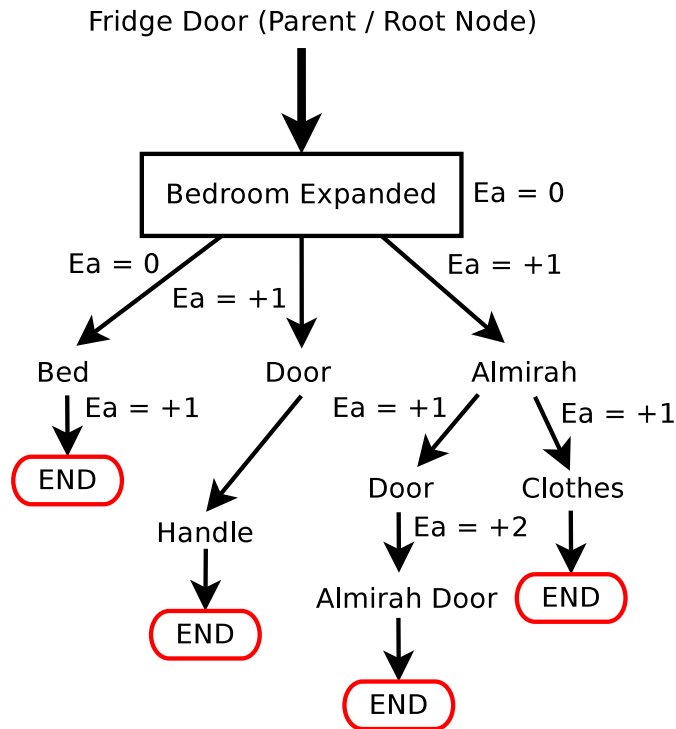 Fridge Door (Parent / Root Node)
Bedroom Expanded
Ea = 0
Ea = 0
Ea = +1
Ea = +1
Bed
Door
Almirah
Ea = +1
Ea = +1
Ea = +1
END
Door
Clothes
Handle
Ea = +2
Almirah Door
END
END
END